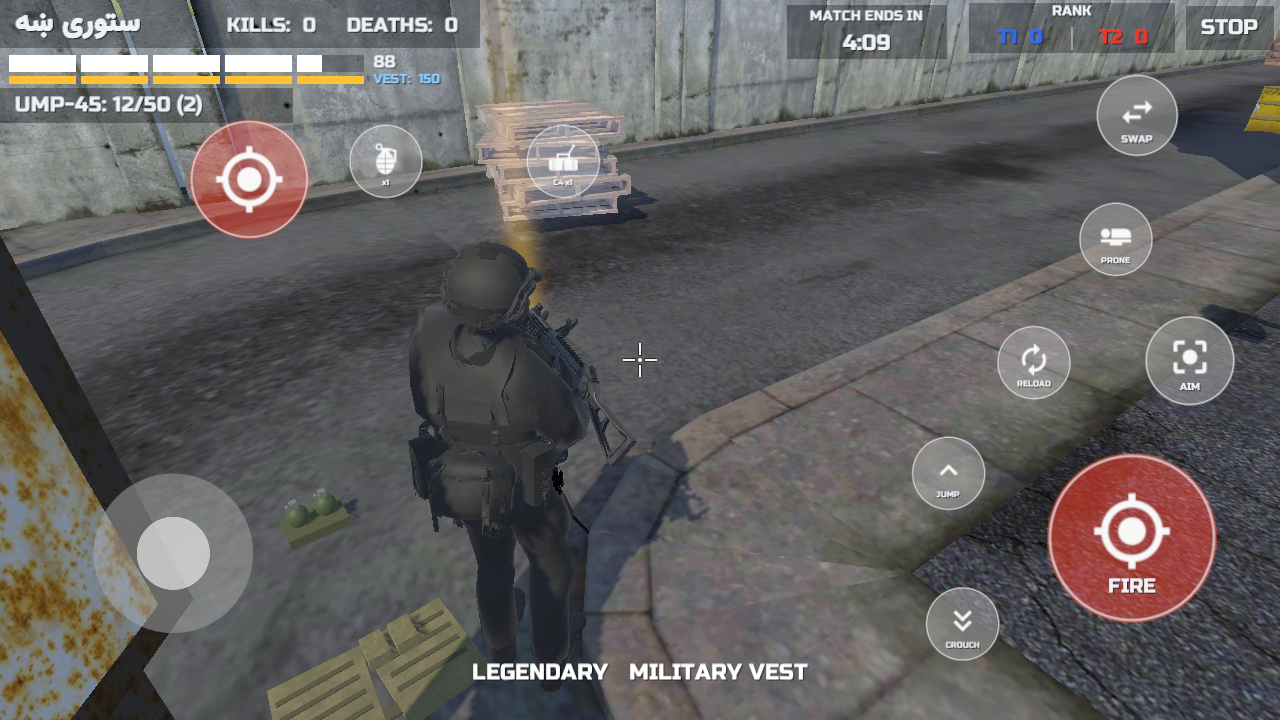 ستوری ښه KILLS: 0 DEATHS: 0
MATCH ENDS IN
4:09
RANK
T1 0 | T2 0
STOP
88
VEST: 150
UMP-45: 12/50 (2)
SWAP
x1
C4 x1
PRONE
RELOAD
AIM
JUMP
FIRE
CROUCH
LEGENDARY MILITARY VEST